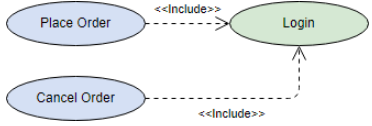 <<Include>>
Place Order
Login
Cancel Order
<<Include>>